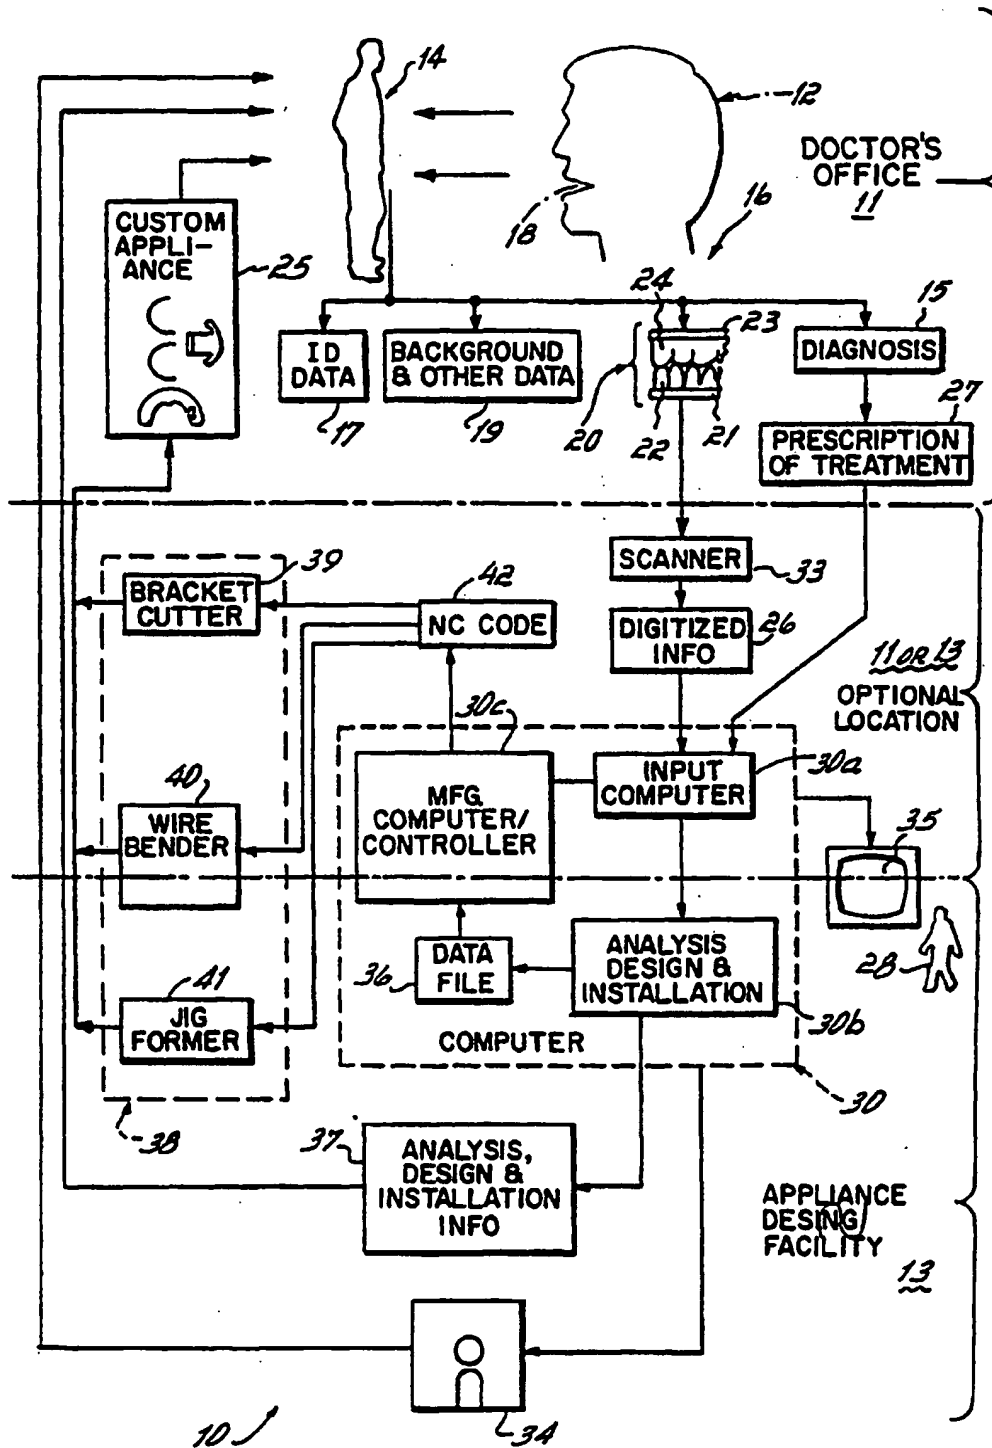 14
12
DOCTOR'S
OFFICE
11
16
18
CUSTOM
APPLI-
ANCE
25
24
23
15
ID
DATA
BACKGROUND
& OTHER DATA
DIAGNOSIS
20
17
19
22
21
27
PRESCRIPTION
OF TREATMENT
SCANNER
33
39
BRACKET
CUTTER
42
NC CODE
DIGITIZED
INFO
26
11 OR 13
OPTIONAL
LOCATION
30c
INPUT
COMPUTER
30a
40
WIRE
BENDER
MFG
COMPUTER/
CONTROLLER
35
DATA
FILE
36
ANALYSIS
DESIGN &
INSTALLATION
28
41
JIG
FORMER
30b
COMPUTER
30
38
37
ANALYSIS,
DESIGN &
INSTALLATION
INFO
APPLIANCE
DESING
FACILITY
13
10
34